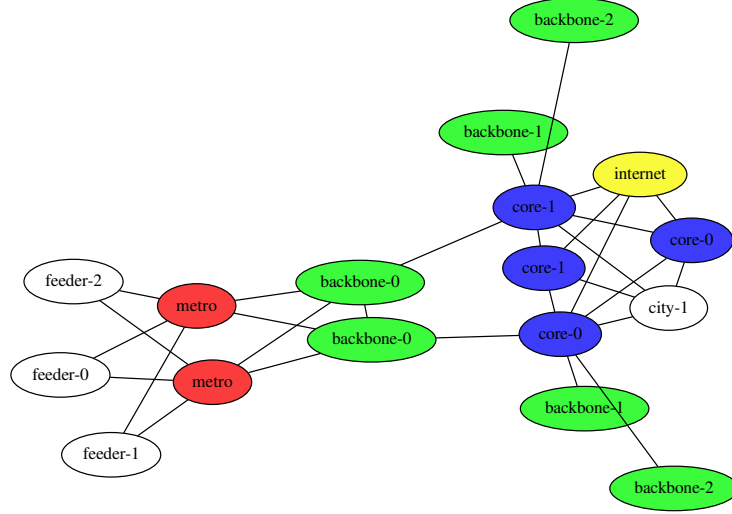 backbone-2
backbone-1
internet
core-1
core-0
core-1
backbone-0
feeder-2
metro
city-1
core-0
backbone-0
feeder-0
metro
backbone-1
feeder-1
backbone-2